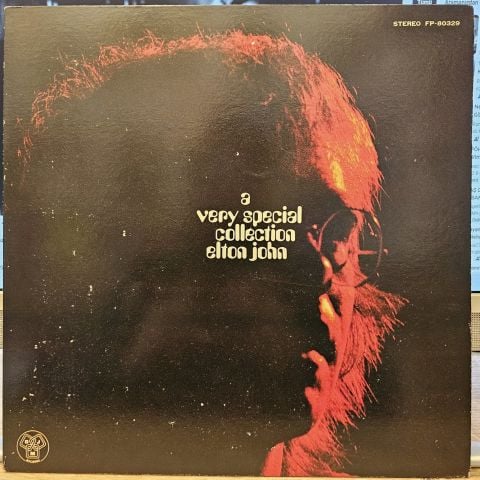 STEREO FP-80329
a
very special
collection
elton john